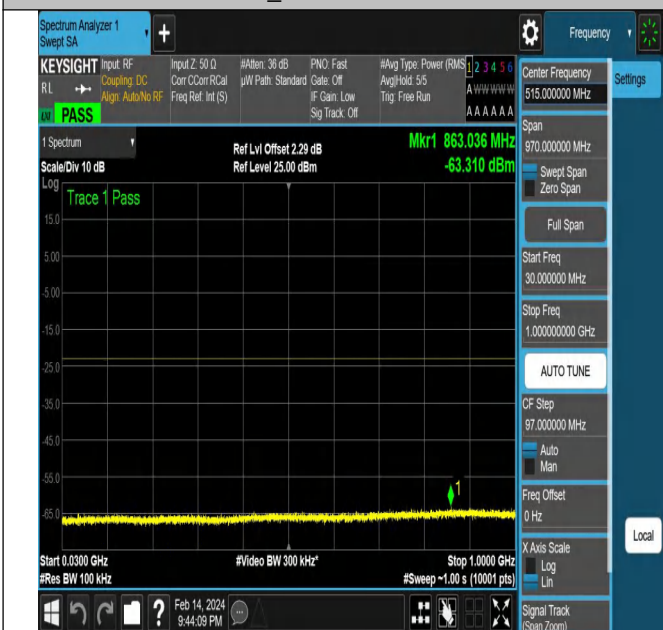 Spectrum Analyzer 1
Swept SA
+
Frequency
KEYSIGHT
RL
LXI PASS
Input: RF
Coupling: DC
Align: Auto/No RF
Input Z: 50 Ω
Corr CCorr RCal
Freq Ref: Int (S)
#Atten: 36 dB
µW Path: Standard
PNO: Fast
Gate: Off
IF Gain: Low
Sig Track: Off
#Avg Type: Power (RMS
Avg|Hold: 5/5
Trig: Free Run
1 2 3 4 5 6
A W W W W W
A A A A A A
Center Frequency
515.000000 MHz
Settings
1 Spectrum
Scale/Div 10 dB
Ref Lvl Offset 2.29 dB
Ref Level 25.00 dBm
Mkr1 863.036 MHz
-63.310 dBm
Span
970.000000 MHz
Swept Span
Zero Span
Full Span
Start Freq
30.000000 MHz
Stop Freq
1.000000000 GHz
AUTO TUNE
CF Step
97.000000 MHz
Auto
Man
Freq Offset
0 Hz
X Axis Scale
Log
Lin
Signal Track
(Span Zoom)
Local
Log
Trace 1 Pass
15.0
5.00
-5.00
-15.0
-25.0
-35.0
-45.0
-55.0
-65.0
1
Start 0.0300 GHz
#Res BW 100 kHz
#Video BW 300 kHz*
Stop 1.0000 GHz
#Sweep ~1.00 s (10001 pts)
?
Feb 14, 2024
9:44:09 PM